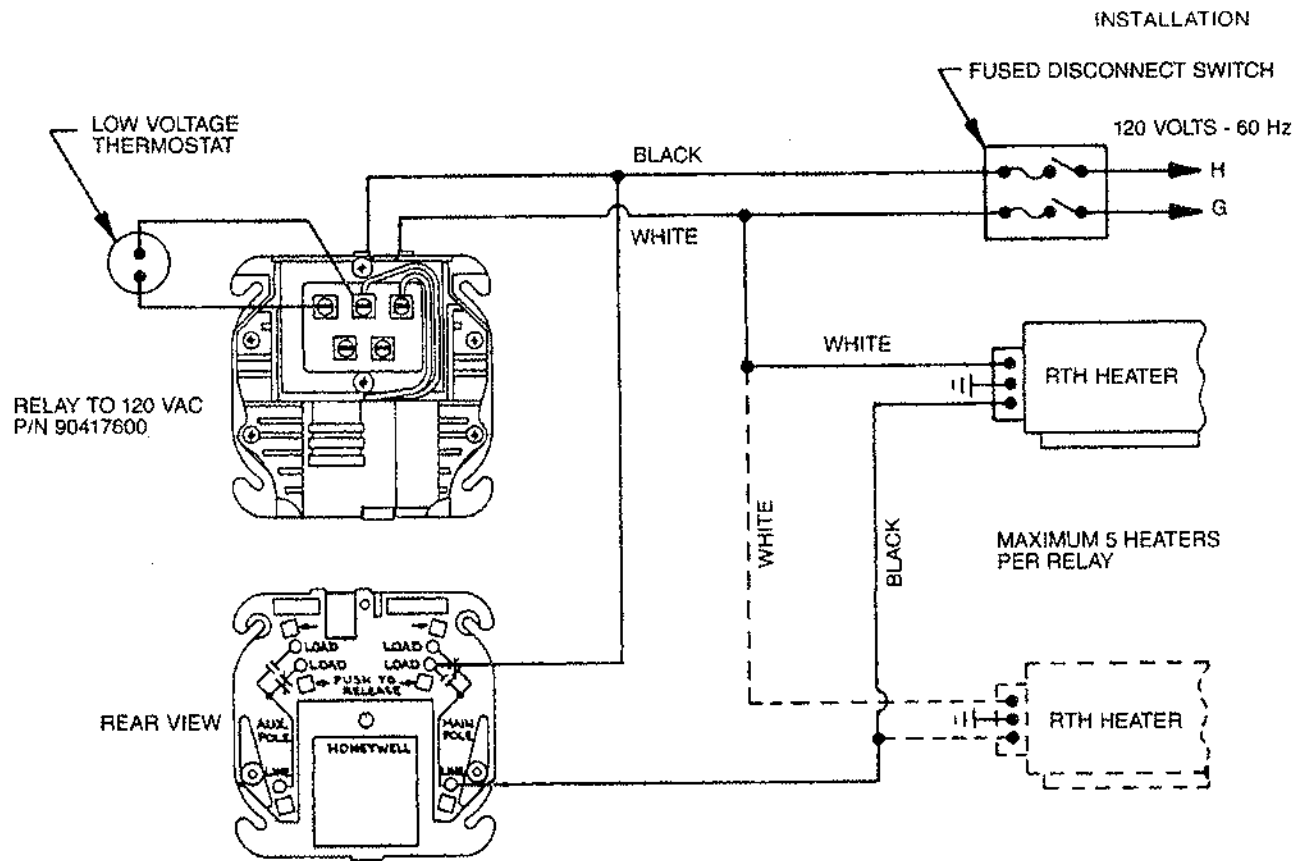 INSTALLATION
FUSED DISCONNECT SWITCH
120 VOLTS - 60 Hz
H
G
LOW VOLTAGE
THERMOSTAT
BLACK
WHITE
RELAY TO 120 VAC
P/N 90417600
WHITE
RTH HEATER
WHITE
BLACK
MAXIMUM 5 HEATERS
PER RELAY
REAR VIEW
LOAD
LOAD
LOAD
LOAD
PUSH TO
RELEASE
AUX.
POLE
MAIN
POLE
HONEYWELL
LINE
LINE
RTH HEATER